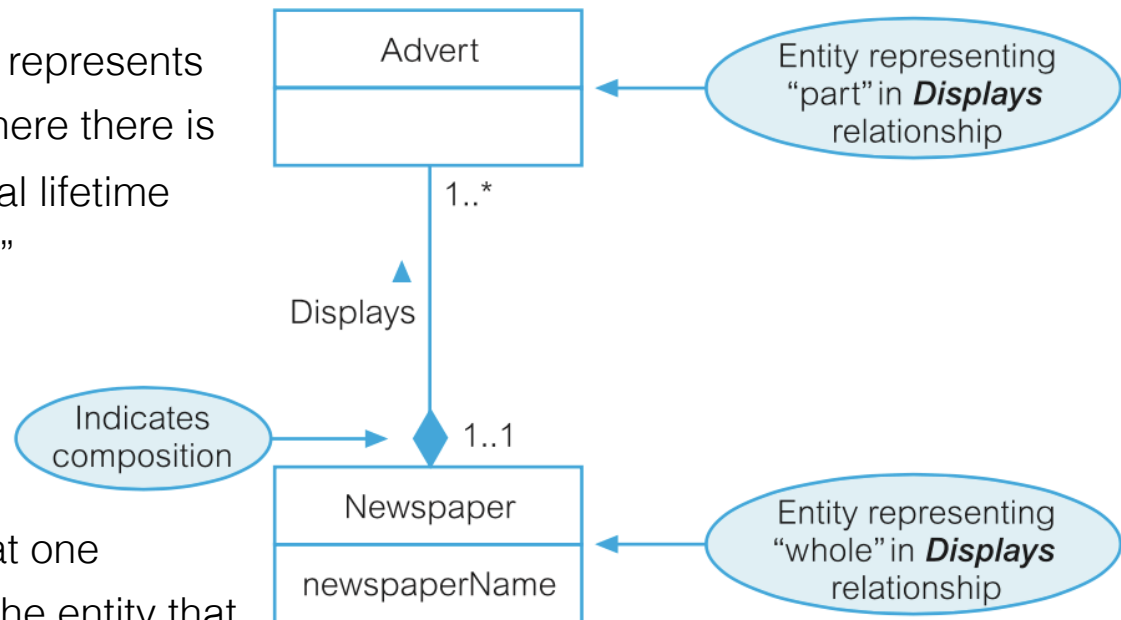 Advert
represents
Entity representing
“part” in Displays
relationship
here there is
al lifetime
”
1..*
Displays
Indicates
composition
1..1
Newspaper
Entity representing
“whole” in Displays
relationship
at one
newspaperName
he entity that